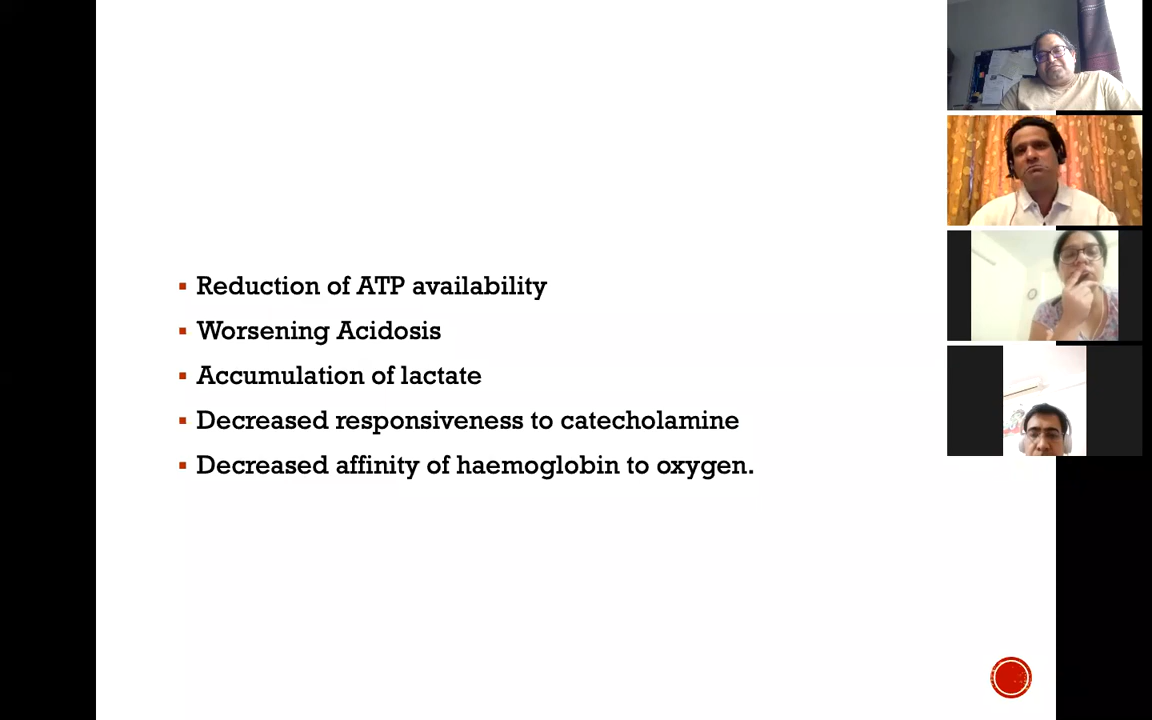 Reduction of ATP availability
Worsening Acidosis
Accumulation of lactate
Decreased responsiveness to catecholamine
Decreased affinity of haemoglobin to oxygen.